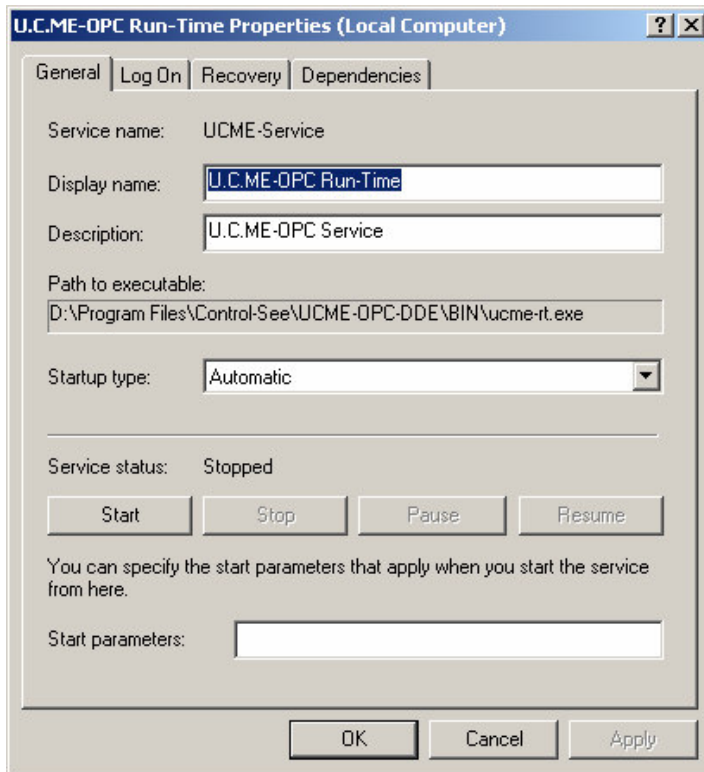 U.C.ME-OPC Run-Time Properties (Local Computer)
General Log On Recovery Dependencies
Service name: UCME-Service
Display name: U.C.ME-OPC Run-Time
Description: U.C.ME-OPC Service
Path to executable:
D:\Program Files\Control-See\UCME-OPC-DDE\BIN\ucme-rt.exe
Startup type: Automatic
Service status: Stopped
Start Stop Pause Resume
You can specify the start parameters that apply when you start the service
from here.
Start parameters:
OK Cancel Apply